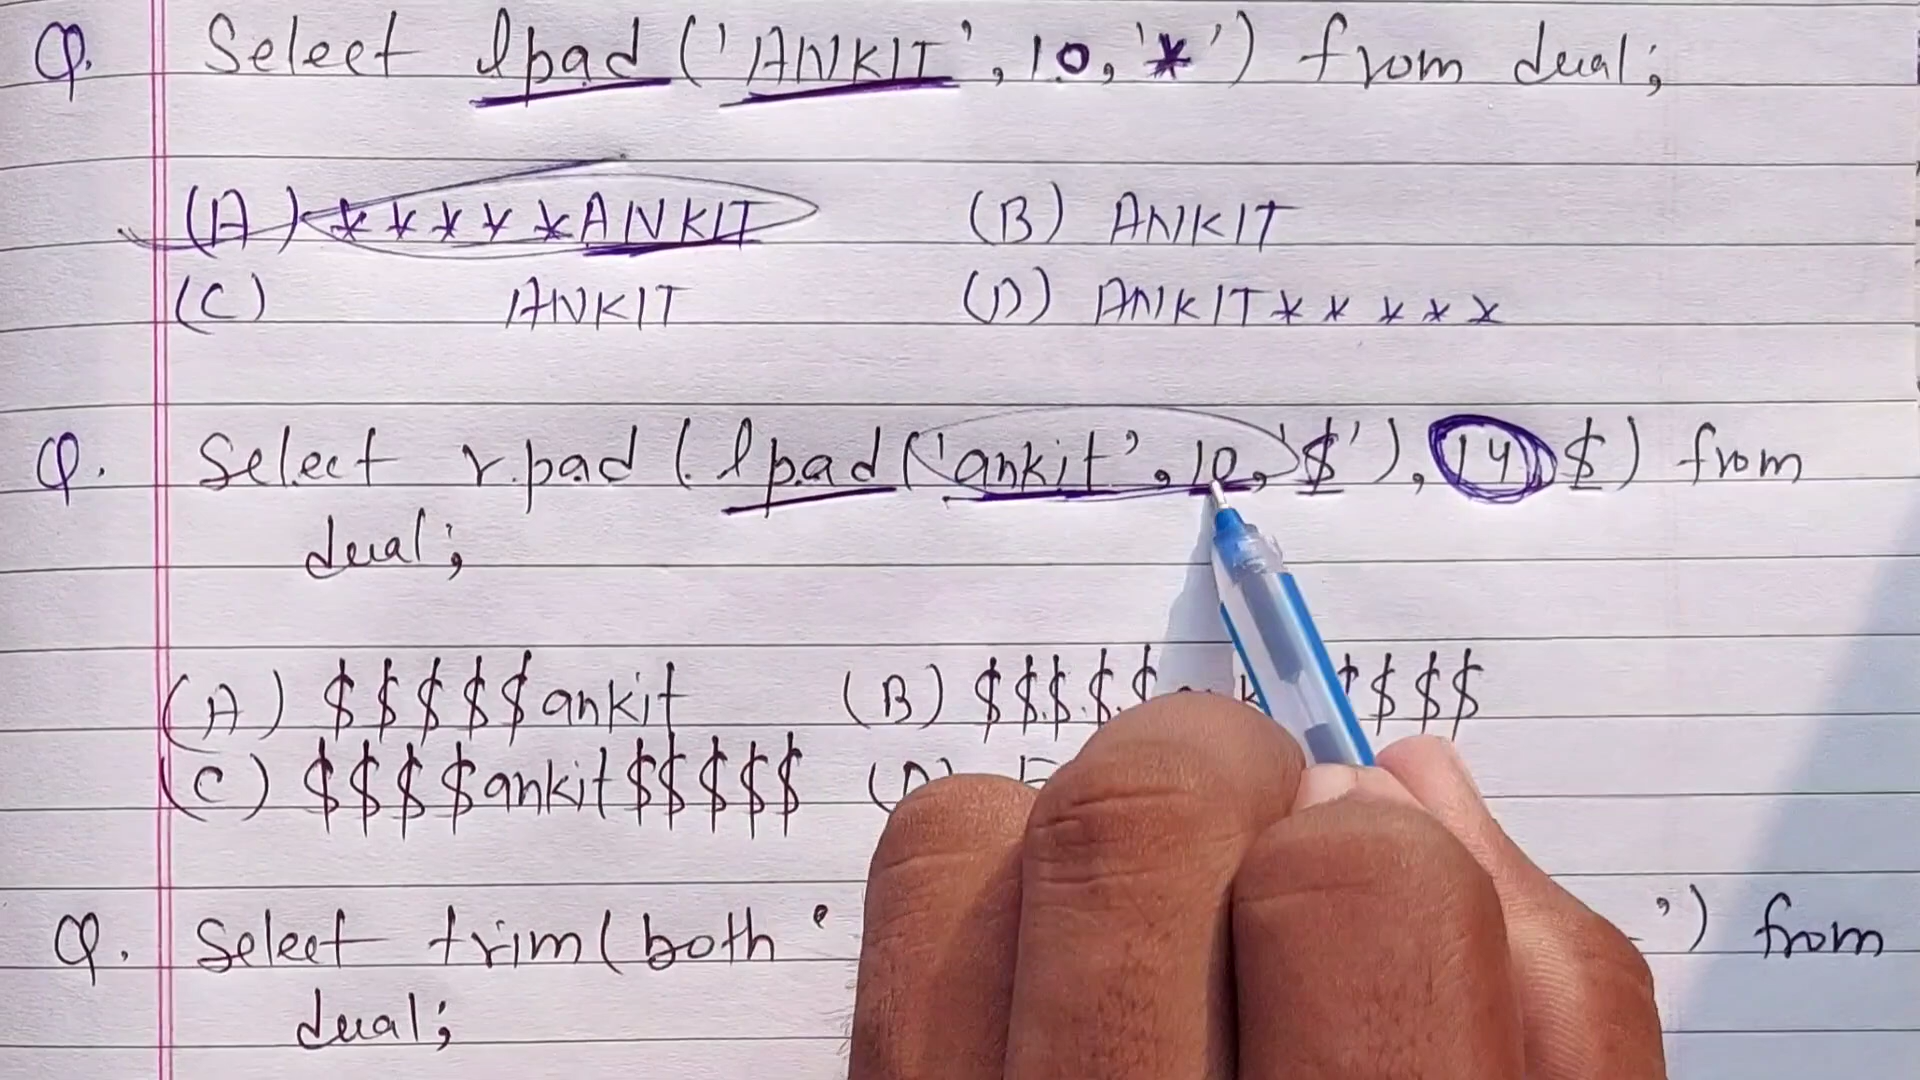 Q. Select lpad ('ANKIT', 10, '*') from dual;
(A) *****ANKIT (B) ANKIT
(C) ANKIT (D) ANKIT*****
Q. Select rpad (lpad ('ankit', 10, '$'), 14, $) from
dual;
(A) $$$$$ankit (B) $$$$$ $$$
(C) $$$$ankit$$$$$
Q. Select trim(both ' ') from
dual;